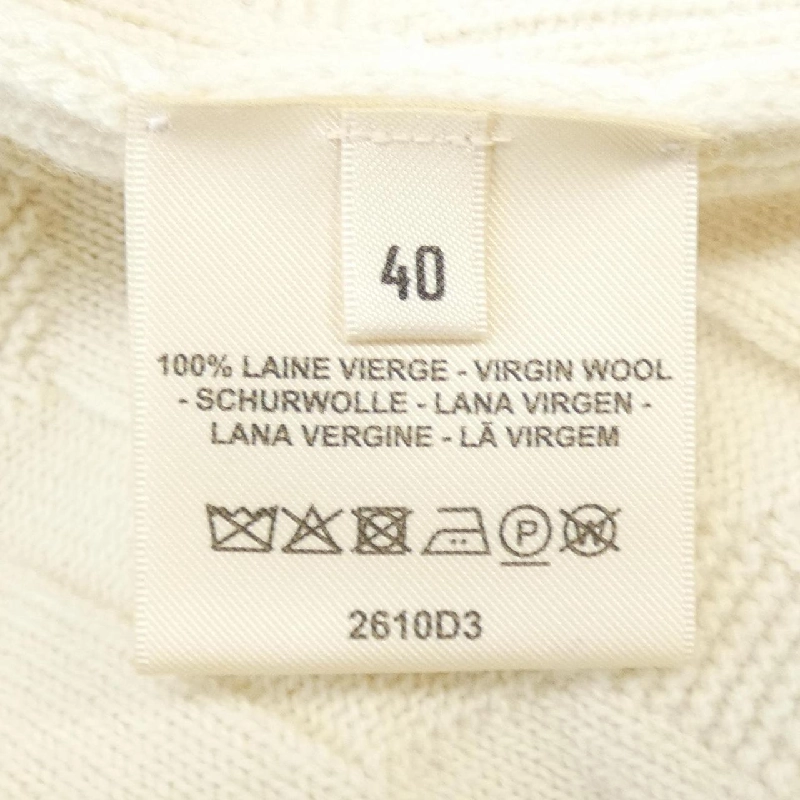 40
100% LAINE VIERGE - VIRGIN WOOL
- SCHURWOLLE - LANA VIRGEN -
LANA VERGINE - LÃ VIRGEM
P W
2610D3